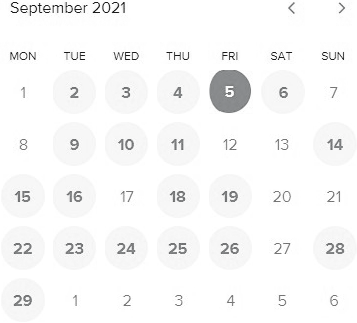 September 2021
MON TUE WED THU FRI SAT SUN
1 2 3 4 5 6 7
8 9 10 11 12 13 14
15 16 17 18 19 20 21
22 23 24 25 26 27 28
29 1 2 3 4 5 6